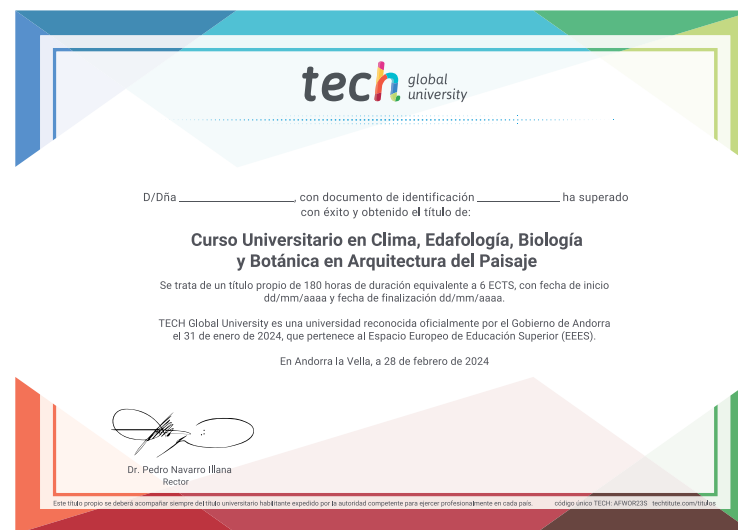 tech global
university
D/Dña ______________, con documento de identificación ______________ ha superado
con éxito y obtenido el título de:
Curso Universitario en Clima, Edafología, Biología
y Botánica en Arquitectura del Paisaje
Se trata de un título propio de 180 horas de duración equivalente a 6 ECTS, con fecha de inicio
dd/mm/aaaa y fecha de finalización dd/mm/aaaa.
TECH Global University es una universidad reconocida oficialmente por el Gobierno de Andorra
el 31 de enero de 2024, que pertenece al Espacio Europeo de Educación Superior (EEES).
En Andorra la Vella, a 28 de febrero de 2024
Dr. Pedro Navarro Illana
Rector
Este título propio se deberá acompañar siempre del título universitario habilitante expedido por la autoridad competente para ejercer profesionalmente en cada país. código único TECH: AFWOR23S techtitute.com/titulos